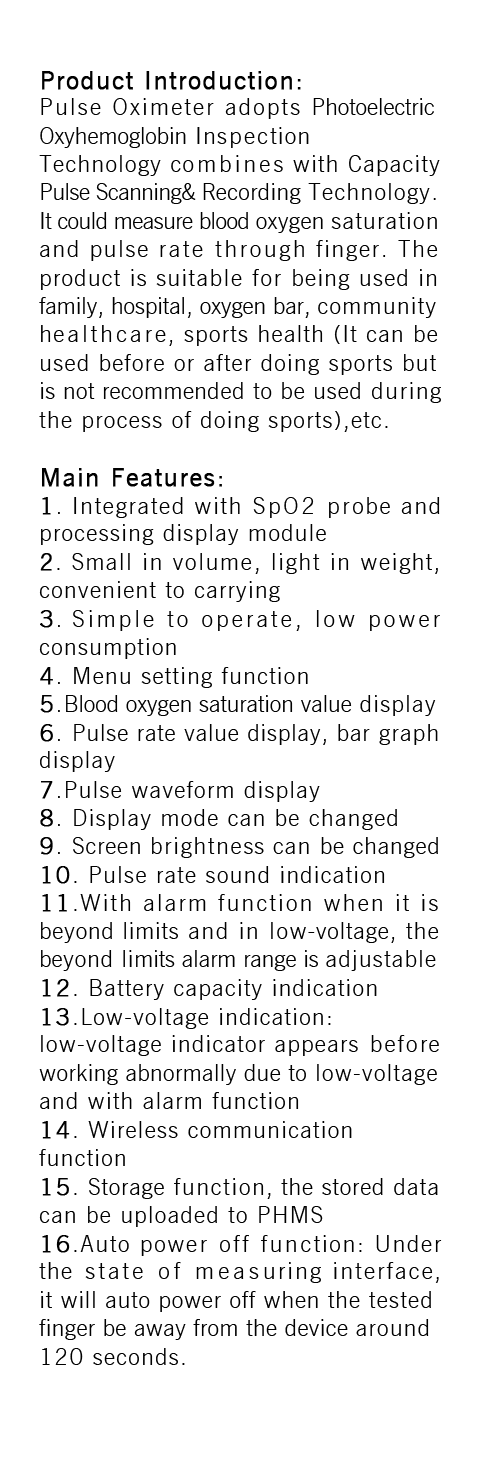 Product Introduction:
Pulse Oximeter adopts Photoelectric
Oxyhemoglobin Inspection
Technology combines with Capacity
Pulse Scanning& Recording Technology.
It could measure blood oxygen saturation
and pulse rate through finger. The
product is suitable for being used in
family, hospital, oxygen bar, community
healthcare, sports health (It can be
used before or after doing sports but
is not recommended to be used during
the process of doing sports),etc.
Main Features:
1. Integrated with SpO2 probe and
processing display module
2. Small in volume, light in weight,
convenient to carrying
3. Simple to operate, low power
consumption
4. Menu setting function
5.Blood oxygen saturation value display
6. Pulse rate value display, bar graph
display
7.Pulse waveform display
8. Display mode can be changed
9. Screen brightness can be changed
10. Pulse rate sound indication
11.With alarm function when it is
beyond limits and in low-voltage, the
beyond limits alarm range is adjustable
12. Battery capacity indication
13.Low-voltage indication:
low-voltage indicator appears before
working abnormally due to low-voltage
and with alarm function
14. Wireless communication
function
15. Storage function, the stored data
can be uploaded to PHMS
16.Auto power off function: Under
the state of measuring interface,
it will auto power off when the tested
finger be away from the device around
120 seconds.